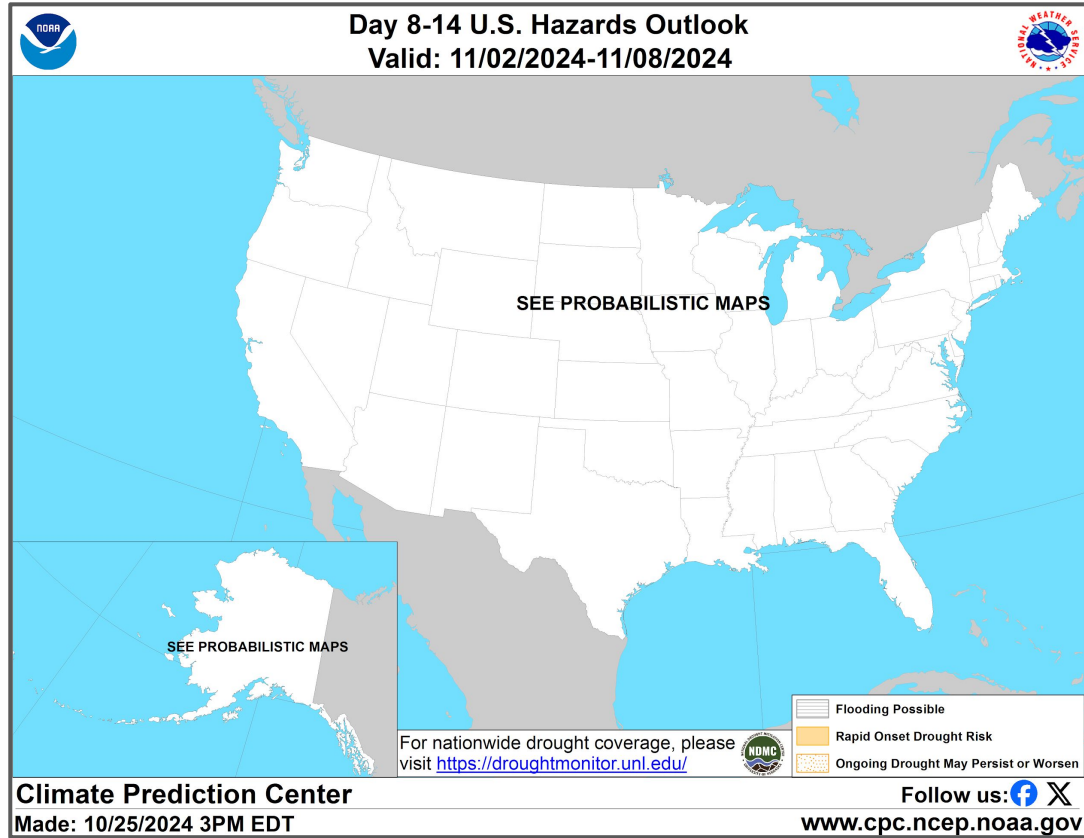 NOAA
Day 8-14 U.S. Hazards Outlook
Valid: 11/02/2024-11/08/2024
NATIONAL WEATHER SERVICE
SEE PROBABILISTIC MAPS
SEE PROBABILISTIC MAPS
Flooding Possible
Rapid Onset Drought Risk
Ongoing Drought May Persist or Worsen
For nationwide drought coverage, please
visit https://droughtmonitor.unl.edu/
NDMC
Climate Prediction Center
Follow us:
Made: 10/25/2024 3PM EDT
www.cpc.ncep.noaa.gov